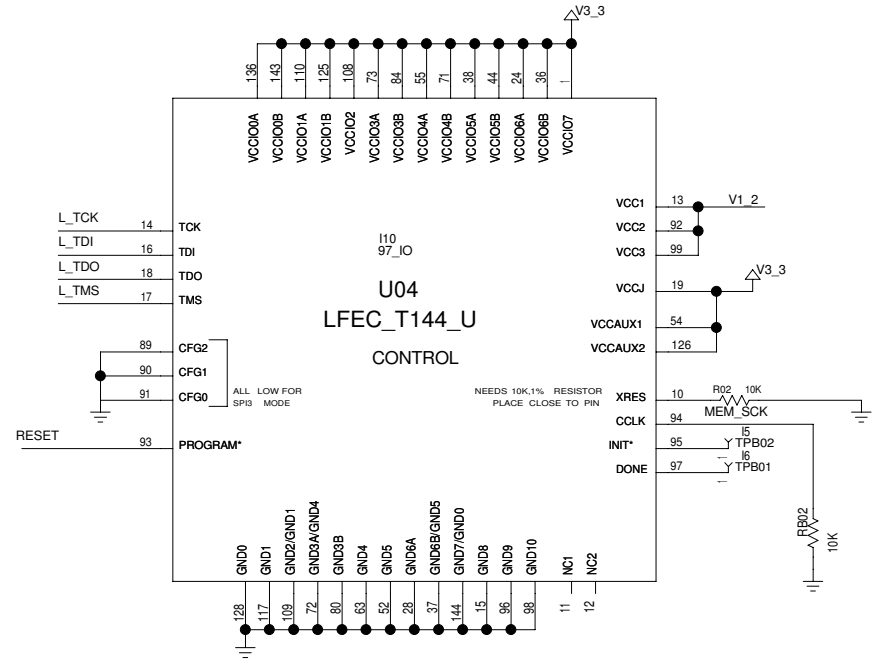 V3_3
136 143 110 125 108 73 84 55 71 38 44 24 36 1
VCCIO0A VCCIO0B VCCIO1A VCCIO1B VCCIO2 VCCIO3A VCCIO3B VCCIO4A VCCIO4B VCCIO5A VCCIO5B VCCIO6A VCCIO6B VCCIO7
L_TCK 14 TCK
L_TDI 16 TDI
L_TDO 18 TDO
L_TMS 17 TMS
89 CFG2
90 CFG1
91 CFG0
ALL LOW FOR
SPI3 MODE
RESET 93 PROGRAM*
I10
97_IO
U04
LFEC_T144_U
CONTROL
VCC1 13 V1_2
VCC2 92
VCC3 99
V3_3
VCCJ 19
VCCAUX1 54
VCCAUX2 126
NEEDS 10K,1% RESISTOR
PLACE CLOSE TO PIN
XRES 10 R02 10K
MEM_SCK
CCLK 94
INIT* 95 I5
TPB02
DONE 97 I6
TPB01
RB02
10K
GND0 GND1 GND2/GND1 GND3A/GND4 GND3B GND4 GND5 GND6A GND6B/GND5 GND7/GND0 GND8 GND9 GND10 NC1 NC2
128 117 109 72 80 63 52 28 37 144 15 96 98 11 12